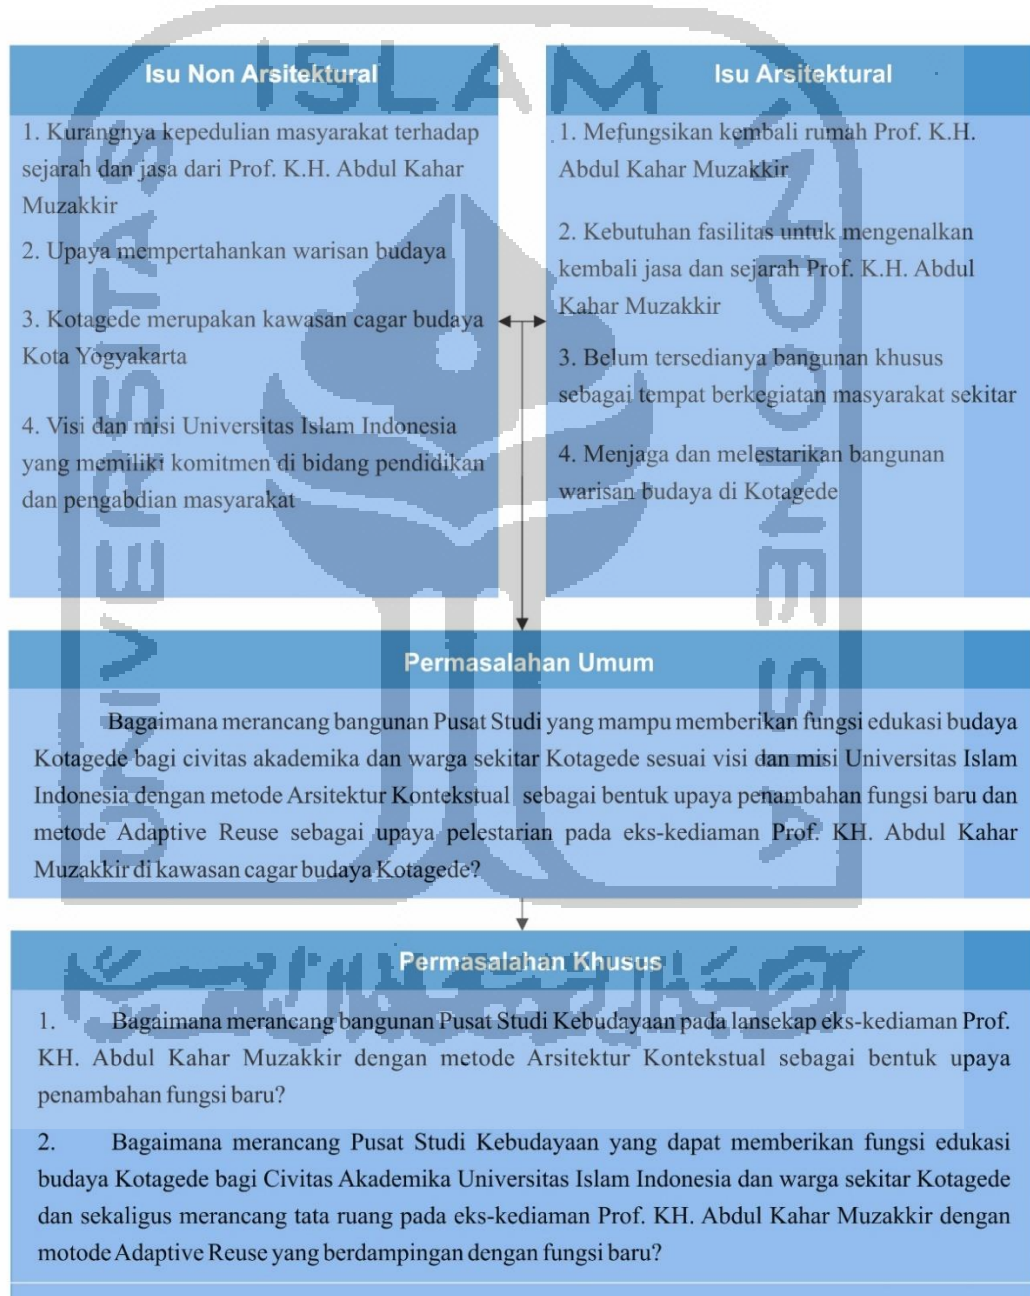 Isu Non Arsitektural
1. Kurangnya kepedulian masyarakat terhadap
sejarah dan jasa dari Prof. K.H. Abdul Kahar
Muzakkir
2. Upaya mempertahankan warisan budaya
3. Kotagede merupakan kawasan cagar budaya
Kota Yogyakarta
4. Visi dan misi Universitas Islam Indonesia
yang memiliki komitmen di bidang pendidikan
dan pengabdian masyarakat
Isu Arsitektural
1. Mefungsikan kembali rumah Prof. K.H.
Abdul Kahar Muzakkir
2. Kebutuhan fasilitas untuk mengenalkan
kembali jasa dan sejarah Prof. K.H. Abdul
Kahar Muzakkir
3. Belum tersedianya bangunan khusus
sebagai tempat berkegiatan masyarakat sekitar
4. Menjaga dan melestarikan bangunan
warisan budaya di Kotagede
Permasalahan Umum
Bagaimana merancang bangunan Pusat Studi yang mampu memberikan fungsi edukasi budaya
Kotagede bagi civitas akademika dan warga sekitar Kotagede sesuai visi dan misi Universitas Islam
Indonesia dengan metode Arsitektur Kontekstual sebagai bentuk upaya penambahan fungsi baru dan
metode Adaptive Reuse sebagai upaya pelestarian pada eks-kediaman Prof. KH. Abdul Kahar
Muzakkir di kawasan cagar budaya Kotagede?
Permasalahan Khusus
1. Bagaimana merancang bangunan Pusat Studi Kebudayaan pada lansekap eks-kediaman Prof.
KH. Abdul Kahar Muzakkir dengan metode Arsitektur Kontekstual sebagai bentuk upaya
penambahan fungsi baru?
2. Bagaimana merancang Pusat Studi Kebudayaan yang dapat memberikan fungsi edukasi
budaya Kotagede bagi Civitas Akademika Universitas Islam Indonesia dan warga sekitar Kotagede
dan sekaligus merancang tata ruang pada eks-kediaman Prof. KH. Abdul Kahar Muzakkir dengan
motode Adaptive Reuse yang berdampingan dengan fungsi baru?
UNIVERSITAS
ISLAM
INDONESIA